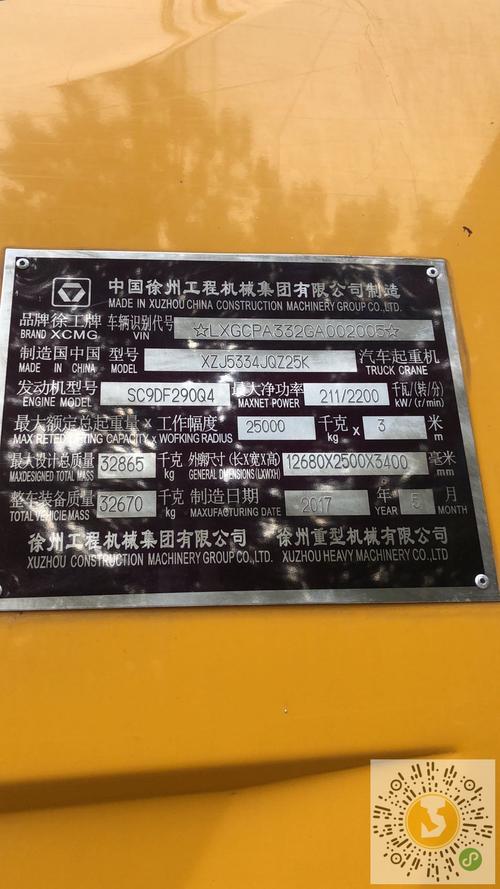 中国徐州工程机械集团有限公司制造
MADE IN XUZHOU CHINA CONSTRUCTION MACHINERY GROUP CO.,LTD.
品牌 徐工牌 车辆识别代号 ☆LXGCPA332GA002005☆
BRAND XCMG VIN
制造国 中国 型号 XZJ5334JQZ25K 汽车起重机
MADE IN CHINA MODEL TRUCK CRANE
发动机型号 SC9DF290Q4 最大净功率 211/2200 千瓦/(转/分)
ENGINE MODEL MAXNET POWER kW/(r/min)
最大额定总起重量 x 工作幅度 25000 千克 x 3 米
MAX RETED LIFTING CAPACITY x WOFKING RADIUS kg m
最大设计总质量 32865 千克 外廓尺寸(长X宽X高) 12680X2500X3400 毫米
MAXDESIGNED TOTAL MASS kg GENERAL DIMENSIONS (LXWXH) mm
整车装备质量 32670 千克 制造日期 2017 年 5 月
TOTAL VEHICIE MASS kg MAXUFACTURING DATE YEAR MONTH
徐州工程机械集团有限公司 徐州重型机械有限公司
XUZHOU CONSTRUCTION MACHINERY GROUP CO.,LTD. XUZHOU HEAVY MACHINERY CO.,LTD